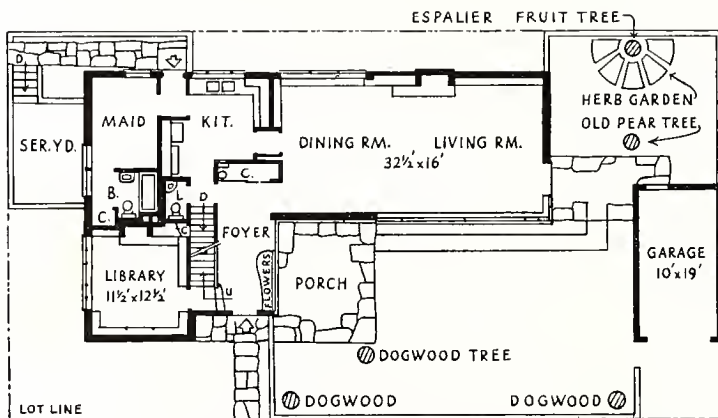 ESPALIER FRUIT TREE
D
HERB GARDEN
OLD PEAR TREE
MAID
KIT.
SER.YD.
DINING RM. LIVING RM.
32½'x16'
C.
B.
L
D
C.
C
FOYER
GARAGE
10'x19'
LIBRARY
11½'x12½'
U
FLOWERS
PORCH
DOGWOOD TREE
DOGWOOD
DOGWOOD
LOT LINE